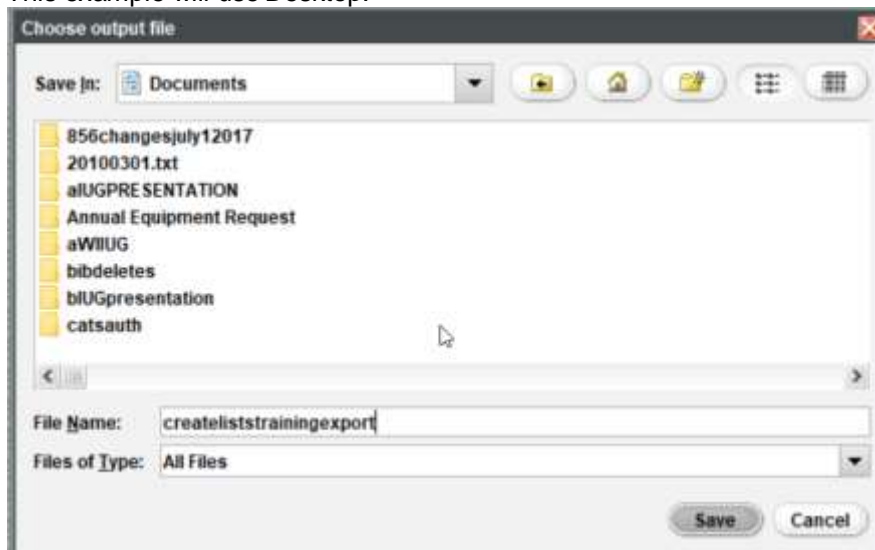 This example will use Desktop.
Choose output file
Save In: Documents
856changesjuly12017
20100301.txt
aIUGPRESENTATION
Annual Equipment Request
aWIIUG
bibdeletes
bIUGpresentation
catsauth
File Name: createliststrainingexport
Files of Type: All Files
Save Cancel